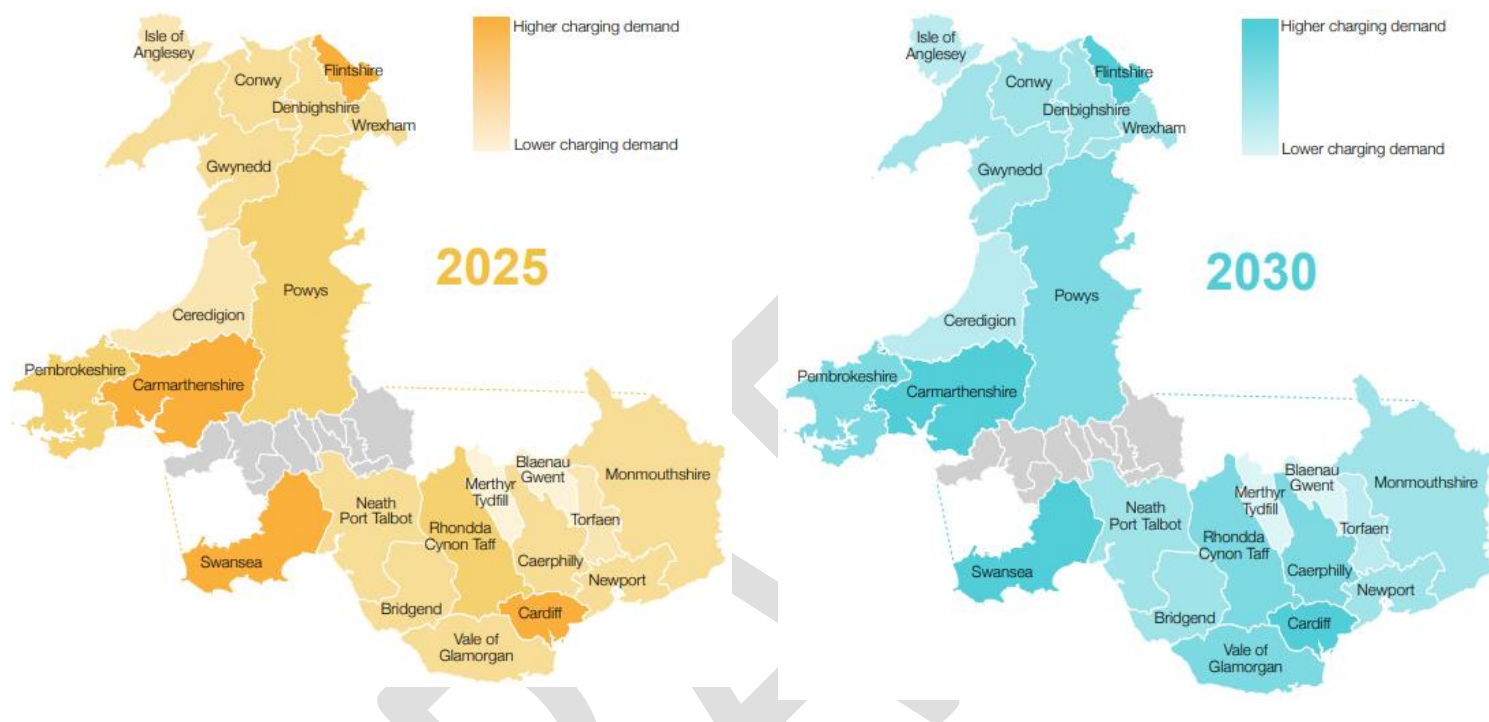 Higher charging demand
Lower charging demand
Isle of
Anglesey
Conwy
Flintshire
Denbighshire
Wrexham
Gwynedd
2025
Powys
Ceredigion
Pembrokeshire
Carmarthenshire
Swansea
Neath
Port Talbot
Bridgend
Rhondda
Cynon Taff
Merthyr
Tydfill
Blaenau
Gwent
Torfaen
Monmouthshire
Caerphilly
Newport
Cardiff
Vale of
Glamorgan
Higher charging demand
Lower charging demand
Isle of
Anglesey
Conwy
Flintshire
Denbighshire
Wrexham
Gwynedd
2030
Powys
Ceredigion
Pembrokeshire
Carmarthenshire
Swansea
Neath
Port Talbot
Bridgend
Rhondda
Cynon Taff
Merthyr
Tydfill
Blaenau
Gwent
Torfaen
Monmouthshire
Caerphilly
Newport
Cardiff
Vale of
Glamorgan